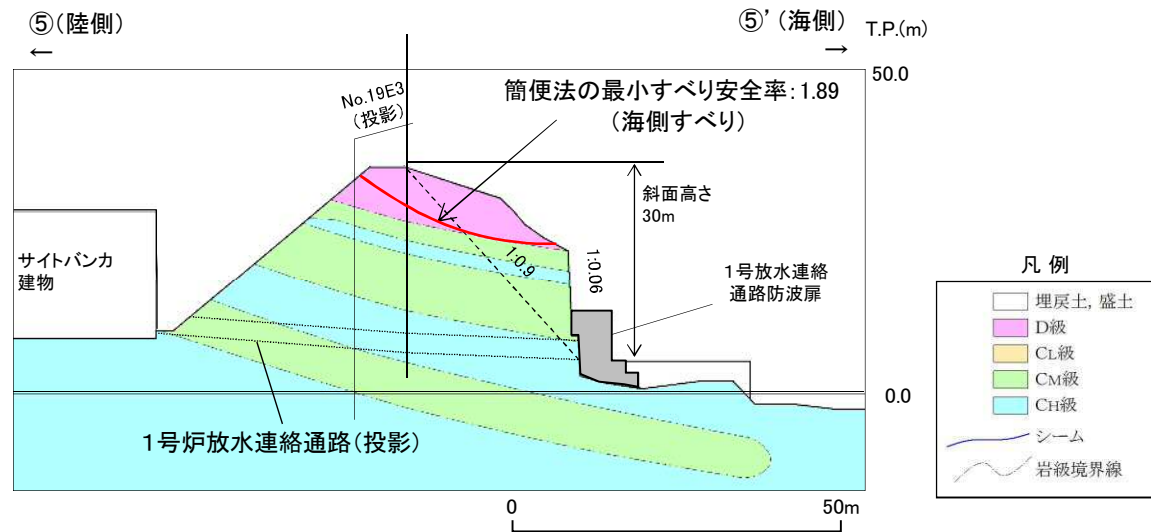 ⑤(陸側)
←
⑤’(海側)
→
T.P.(m)
50.0
0.0
No.19E3
(投影)
簡便法の最小すべり安全率:1.89
(海側すべり)
斜面高さ
30m
サイトバンカ
建物
1:0.9
1:0.06
1号放水連絡
通路防波扉
1号炉放水連絡通路(投影)
凡 例
埋戻土, 盛土
D級
CL級
CM級
CH級
シーム
岩級境界線
0
50m